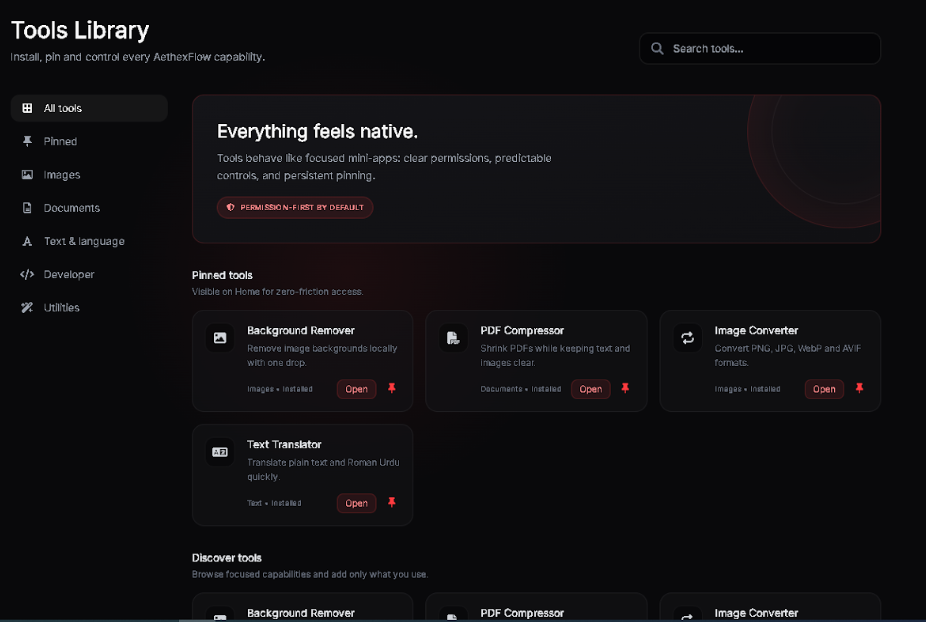 Tools Library
Install, pin and control every AethexFlow capability.
Search tools...
All tools
Pinned
Images
Documents
Text & language
Developer
Utilities
Everything feels native.
Tools behave like focused mini-apps: clear permissions, predictable
controls, and persistent pinning.
PERMISSION-FIRST BY DEFAULT
Pinned tools
Visible on Home for zero-friction access.
Background Remover
Remove image backgrounds locally
with one drop.
Images • Installed
Open
PDF Compressor
Shrink PDFs while keeping text and
images clear.
Documents • Installed
Open
Image Converter
Convert PNG, JPG, WebP and AVIF
formats.
Images • Installed
Open
Text Translator
Translate plain text and Roman Urdu
quickly.
Text • Installed
Open
Discover tools
Browse focused capabilities and add only what you use.
Background Remover
PDF Compressor
Image Converter